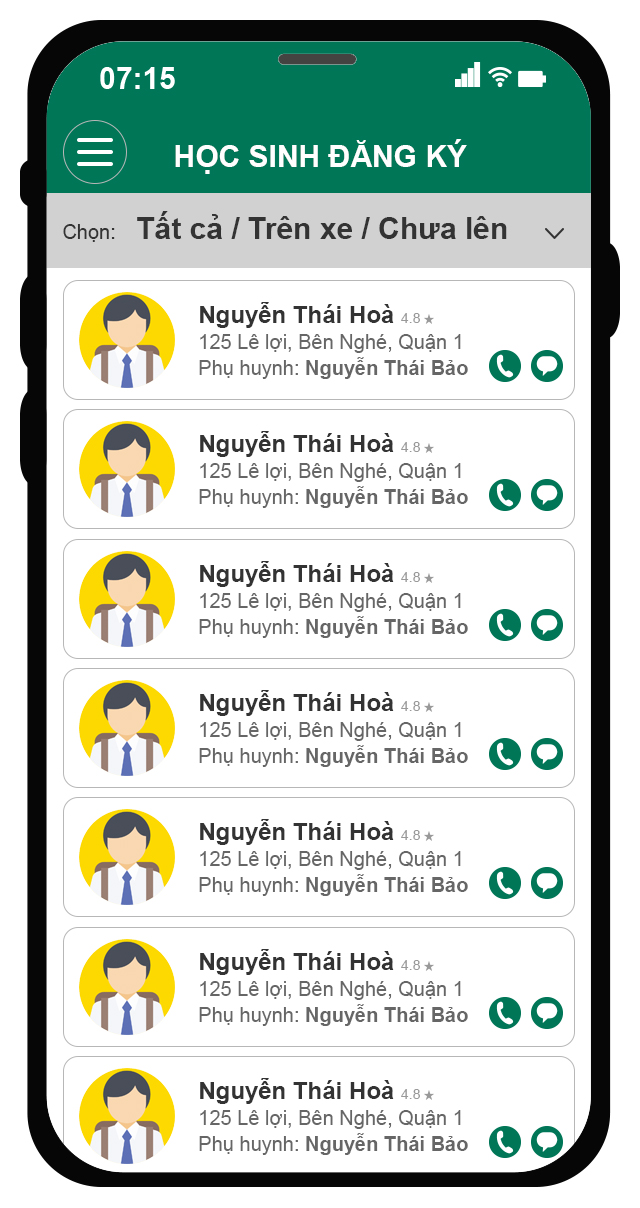 07:15
HỌC SINH ĐĂNG KÝ
Chọn: Tất cả / Trên xe / Chưa lên
Nguyễn Thái Hoà 4.8 ★
125 Lê lợi, Bên Nghé, Quận 1
Phụ huynh: Nguyễn Thái Bảo
Nguyễn Thái Hoà 4.8 ★
125 Lê lợi, Bên Nghé, Quận 1
Phụ huynh: Nguyễn Thái Bảo
Nguyễn Thái Hoà 4.8 ★
125 Lê lợi, Bên Nghé, Quận 1
Phụ huynh: Nguyễn Thái Bảo
Nguyễn Thái Hoà 4.8 ★
125 Lê lợi, Bên Nghé, Quận 1
Phụ huynh: Nguyễn Thái Bảo
Nguyễn Thái Hoà 4.8 ★
125 Lê lợi, Bên Nghé, Quận 1
Phụ huynh: Nguyễn Thái Bảo
Nguyễn Thái Hoà 4.8 ★
125 Lê lợi, Bên Nghé, Quận 1
Phụ huynh: Nguyễn Thái Bảo
Nguyễn Thái Hoà 4.8 ★
125 Lê lợi, Bên Nghé, Quận 1
Phụ huynh: Nguyễn Thái Bảo